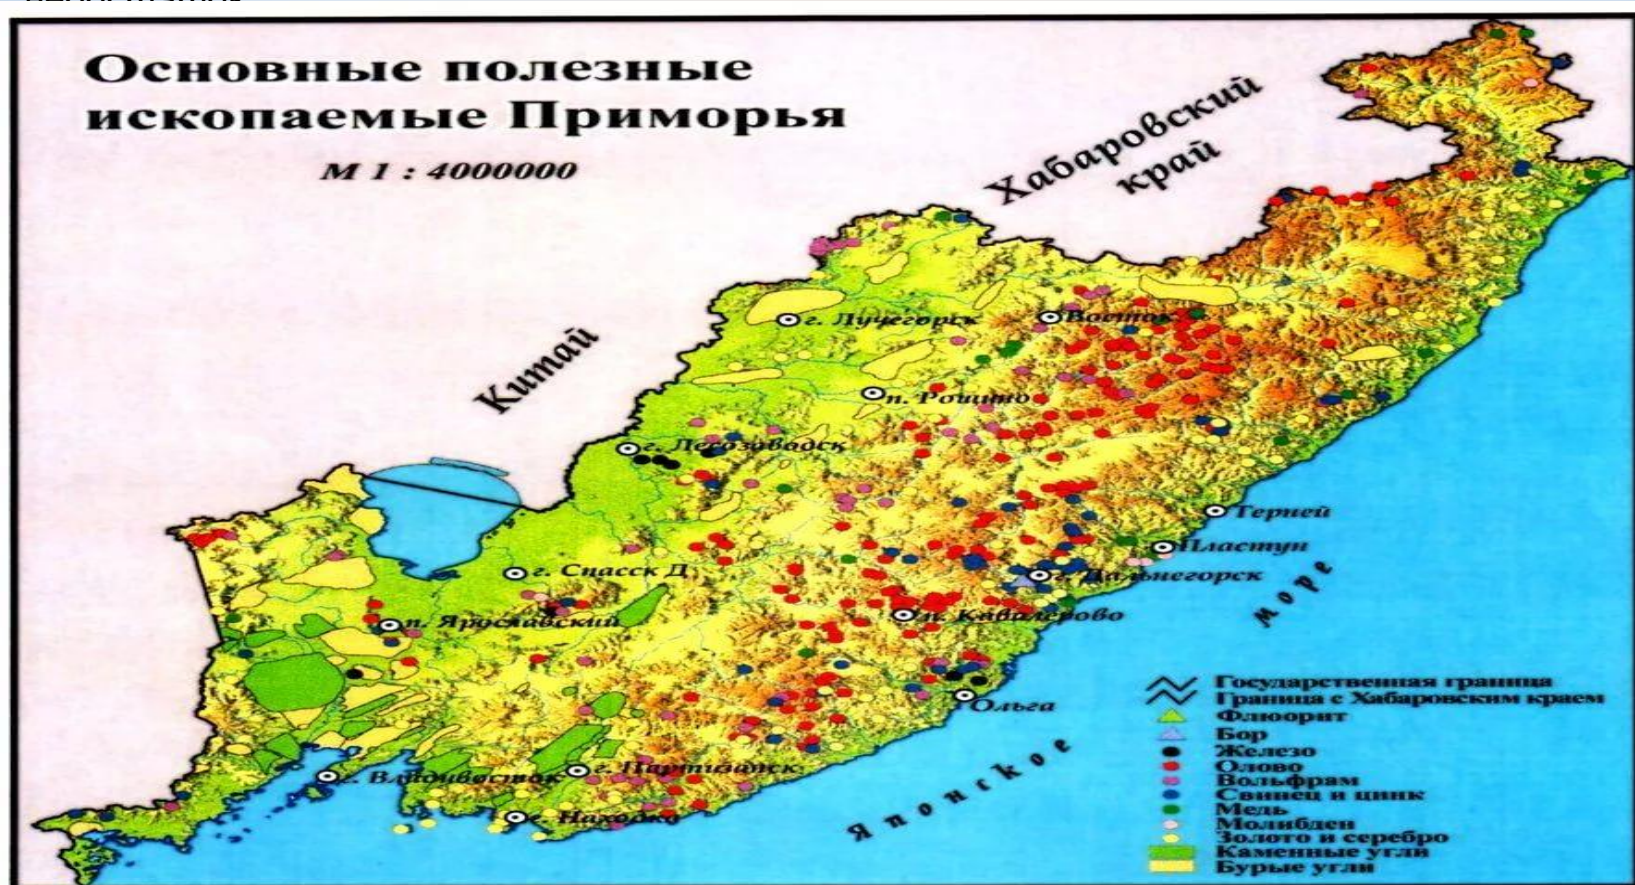 Основные полезные
ископаемые Приморья
М 1 : 4000000
Хабаровский
край
Китай
г. Лучегорск
Восток
п. Рощино
г. Лесозаводск
Терней
Пластун
г. Спасск Д
г. Дальнегорск
п. Ярославский
п. Кавалерово
Ольга
г. Партизанск
г. Владивосток
г. Находка
Японское
море
Государственная граница
Граница с Хабаровским краем
Флюорит
Бор
Железо
Олово
Вольфрам
Свинец и цинк
Медь
Молибден
Золото и серебро
Каменные угли
Бурые угли